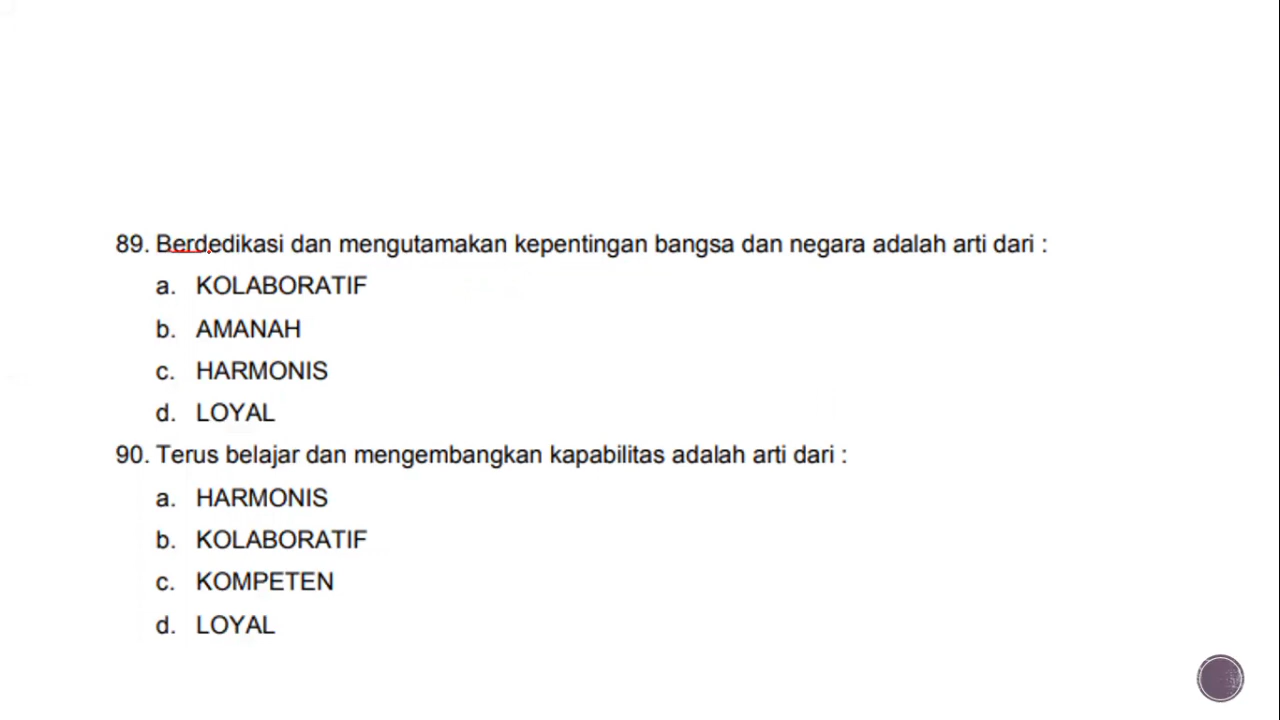 89. Berdedikasi dan mengutamakan kepentingan bangsa dan negara adalah arti dari :
a. KOLABORATIF
b. AMANAH
c. HARMONIS
d. LOYAL
90. Terus belajar dan mengembangkan kapabilitas adalah arti dari :
a. HARMONIS
b. KOLABORATIF
c. KOMPETEN
d. LOYAL